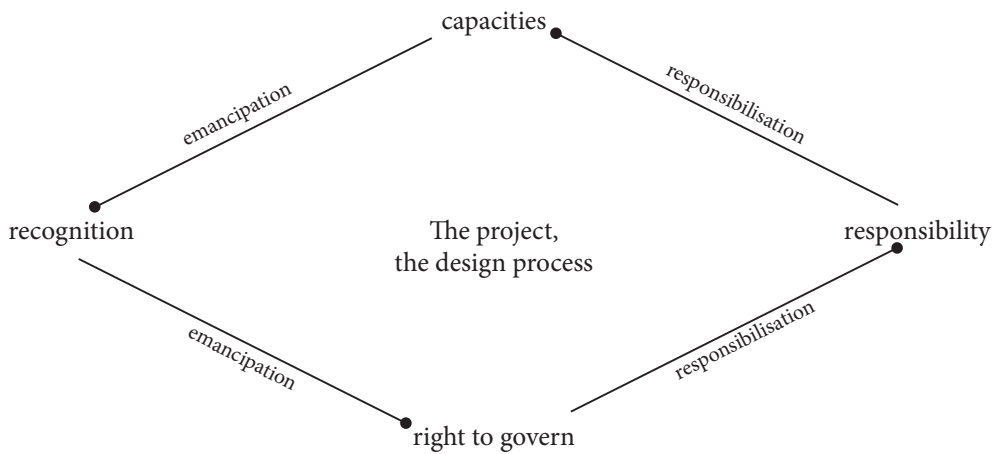 capacities
emancipation
responsibilisation
recognition
The project,
the design process
responsibility
emancipation
responsibilisation
right to govern